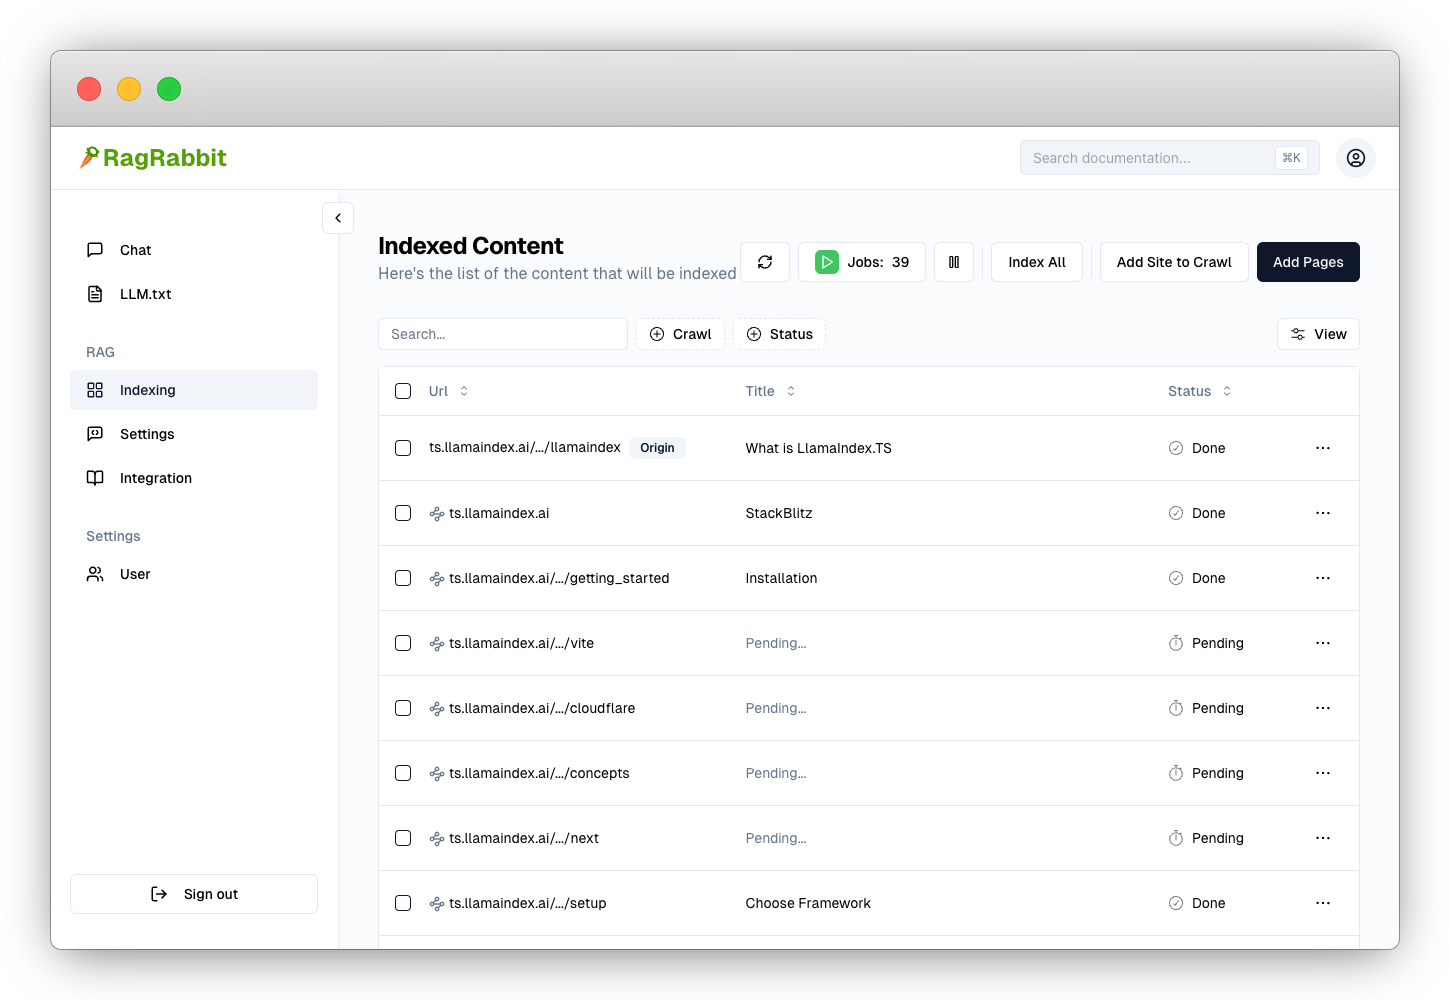 RagRabbit
Search documentation... ⌘K
Chat
LLM.txt
RAG
Indexing
Settings
Integration
Settings
User
Sign out
Indexed Content
Here's the list of the content that will be indexed
Jobs: 39
Index All
Add Site to Crawl
Add Pages
Search...
Crawl
Status
View
Url Title Status
ts.llamaindex.ai/.../llamaindex Origin What is LlamaIndex.TS Done
ts.llamaindex.ai StackBlitz Done
ts.llamaindex.ai/.../getting_started Installation Done
ts.llamaindex.ai/.../vite Pending... Pending
ts.llamaindex.ai/.../cloudflare Pending... Pending
ts.llamaindex.ai/.../concepts Pending... Pending
ts.llamaindex.ai/.../next Pending... Pending
ts.llamaindex.ai/.../setup Choose Framework Done